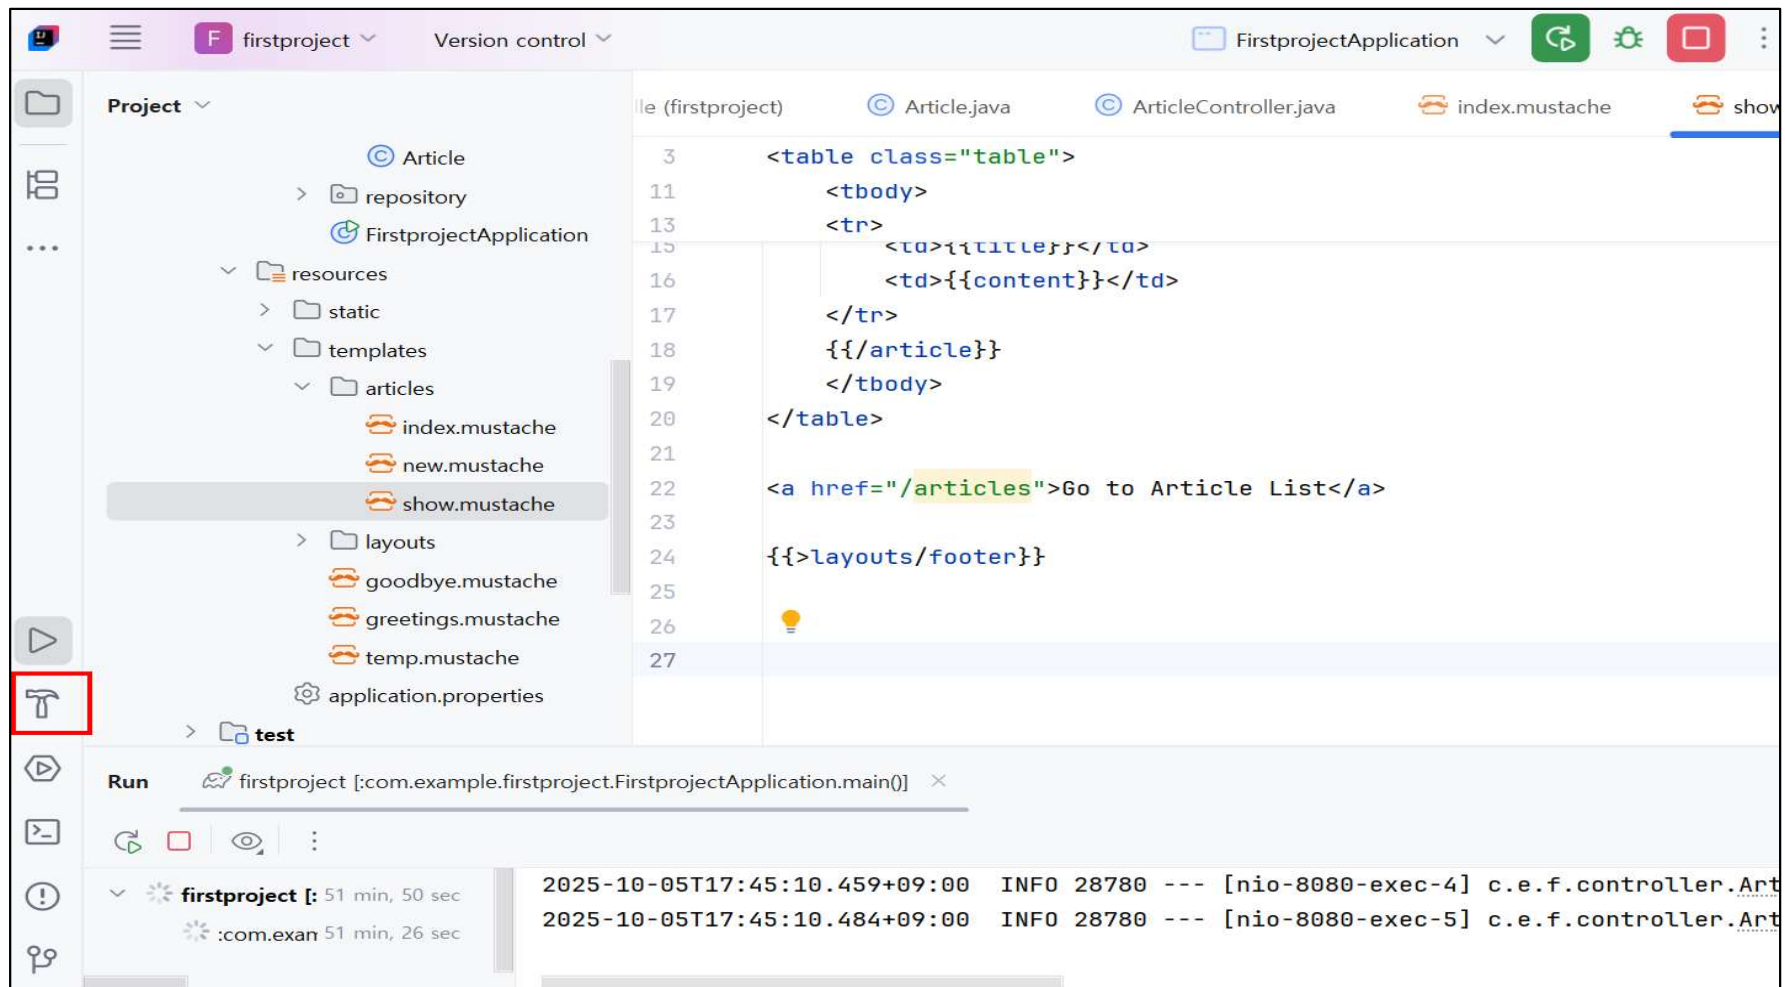 F firstproject Version control FirstprojectApplication
Project
le (firstproject) Article.java ArticleController.java index.mustache show
Article
repository
FirstprojectApplication
resources
static
templates
articles
index.mustache
new.mustache
show.mustache
layouts
goodbye.mustache
greetings.mustache
temp.mustache
application.properties
test
3 <table class="table">
11 <tbody>
13 <tr>
15 <td>{{title}}</td>
16 <td>{{content}}</td>
17 </tr>
18 {{/article}}
19 </tbody>
20 </table>
21
22 <a href="/articles">Go to Article List</a>
23
24 {{>layouts/footer}}
25
26
27
Run firstproject [:com.example.firstproject.FirstprojectApplication.main()]
firstproject [: 51 min, 50 sec
:com.exam 51 min, 26 sec
2025-10-05T17:45:10.459+09:00 INFO 28780 --- [nio-8080-exec-4] c.e.f.controller.Art
2025-10-05T17:45:10.484+09:00 INFO 28780 --- [nio-8080-exec-5] c.e.f.controller.Art